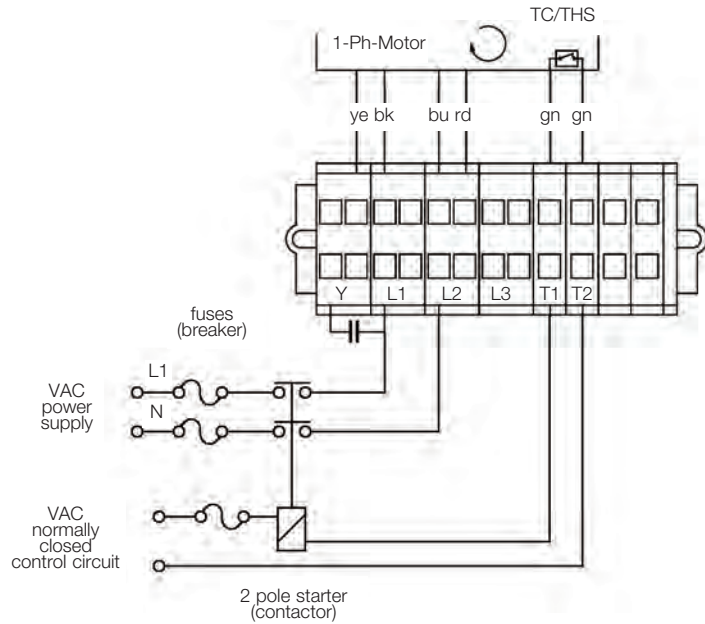 TC/THS
1-Ph-Motor
ye bk bu rd gn gn
Y L1 L2 L3 T1 T2
fuses
(breaker)
L1
VAC
power
supply
N
VAC
normally
closed
control circuit
2 pole starter
(contactor)